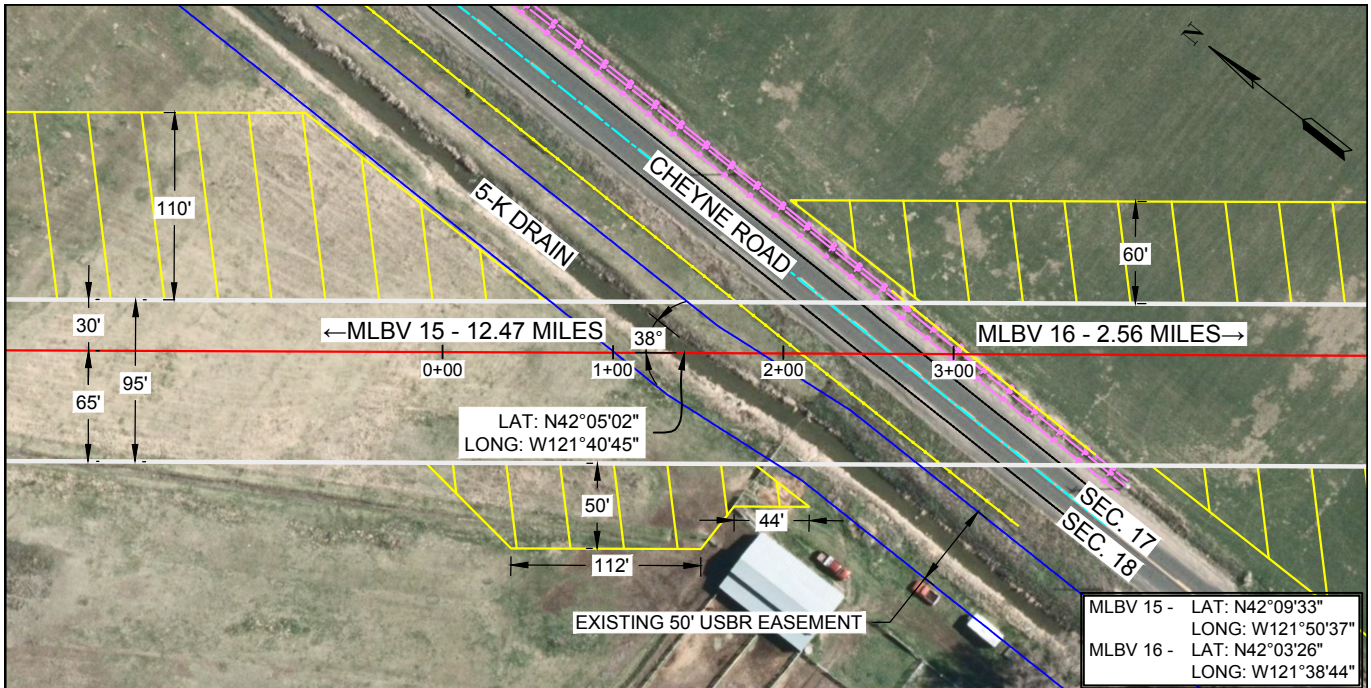 N
110'
5-K DRAIN
CHEYNE ROAD
60'
30'
←MLBV 15 - 12.47 MILES
MLBV 16 - 2.56 MILES→
38°
0+00
1+00
2+00
3+00
95'
65'
LAT: N42°05'02"
LONG: W121°40'45"
50'
44'
112'
SEC. 17
SEC. 18
EXISTING 50' USBR EASEMENT
MLBV 15 - LAT: N42°09'33"
LONG: W121°50'37"
MLBV 16 - LAT: N42°03'26"
LONG: W121°38'44"